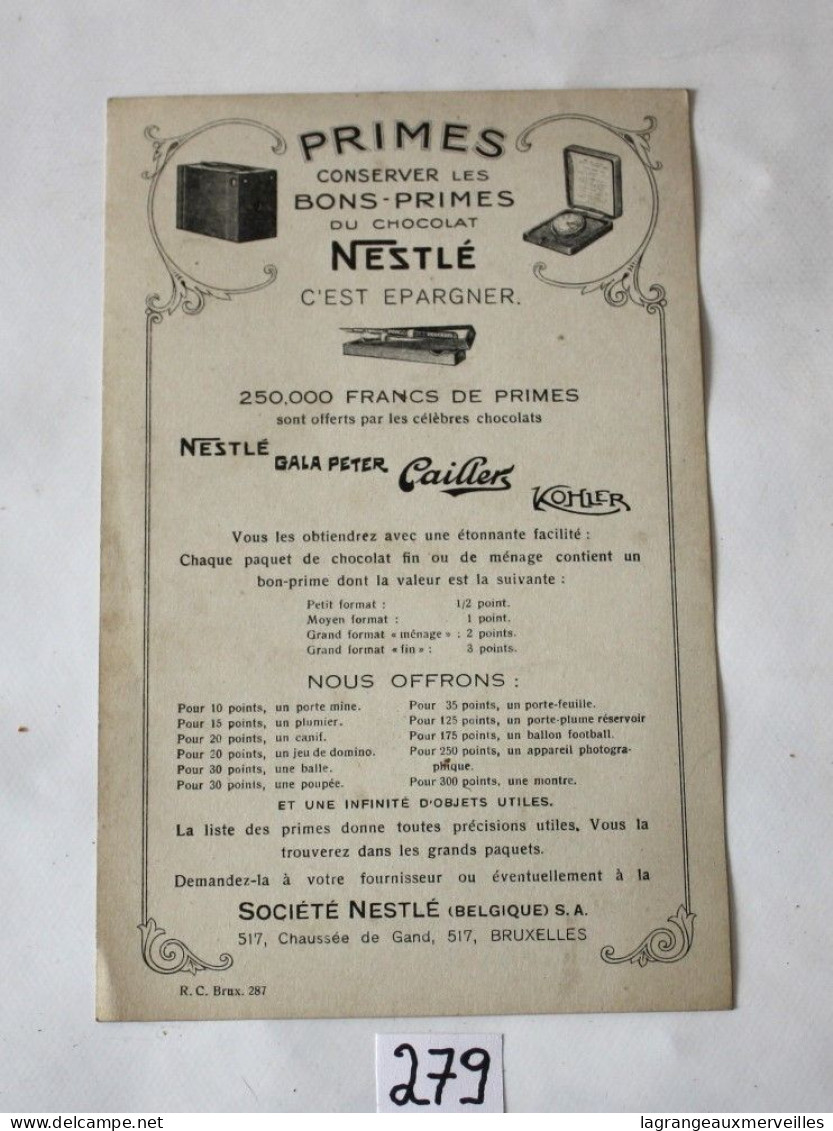 PRIMES
CONSERVER LES
BONS-PRIMES
DU CHOCOLAT
NESTLÉ
C'EST EPARGNER.
250,000 FRANCS DE PRIMES
sont offerts par les célèbres chocolats
NESTLÉ
GALA PETER
Cailler
KOHLER
Vous les obtiendrez avec une étonnante facilité :
Chaque paquet de chocolat fin ou de ménage contient un
bon-prime dont la valeur est la suivante :
Petit format : 1/2 point.
Moyen format : 1 point.
Grand format « ménage » : 2 points.
Grand format « fin » : 3 points.
NOUS OFFRONS :
Pour 10 points, un porte mine.
Pour 15 points, un plumier.
Pour 20 points, un canif.
Pour 20 points, un jeu de domino.
Pour 30 points, une balle.
Pour 30 points, une poupée.
Pour 35 points, un porte-feuille.
Pour 125 points, un porte-plume réservoir
Pour 175 points, un ballon football.
Pour 250 points, un appareil photogra-
phique.
Pour 300 points, une montre.
ET UNE INFINITÉ D'OBJETS UTILES.
La liste des primes donne toutes précisions utiles. Vous la
trouverez dans les grands paquets.
Demandez-la à votre fournisseur ou éventuellement à la
SOCIÉTÉ NESTLÉ (BELGIQUE) S. A.
517, Chaussée de Gand, 517, BRUXELLES
R. C. Brux. 287
279
delcampe.net
lagrangeauxmerveilles